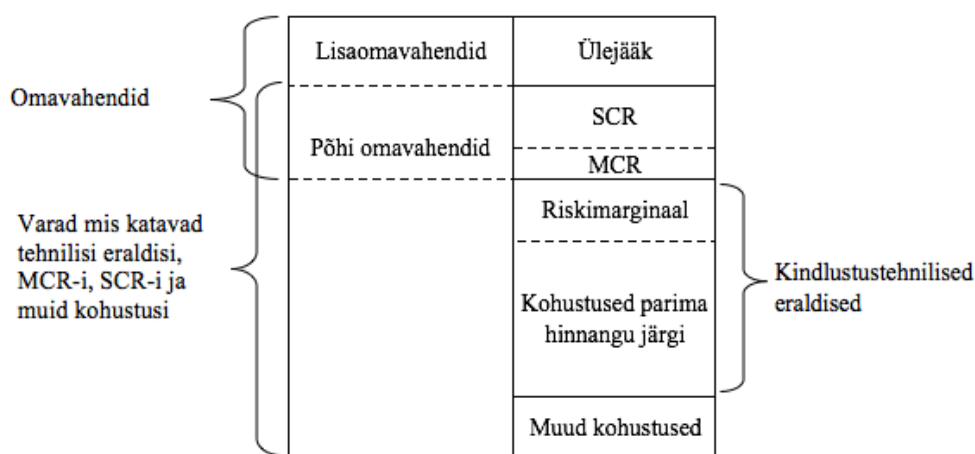 Lisaomavahendid
Ülejääk
Omavahendid
SCR
Põhi omavahendid
MCR
Riskimarginaal
Varad mis katavad
tehnilisi eraldisi,
MCR-i, SCR-i ja
muid kohustusi
Kindlustustehnilised
eraldised
Kohustused parima
hinnangu järgi
Muud kohustused